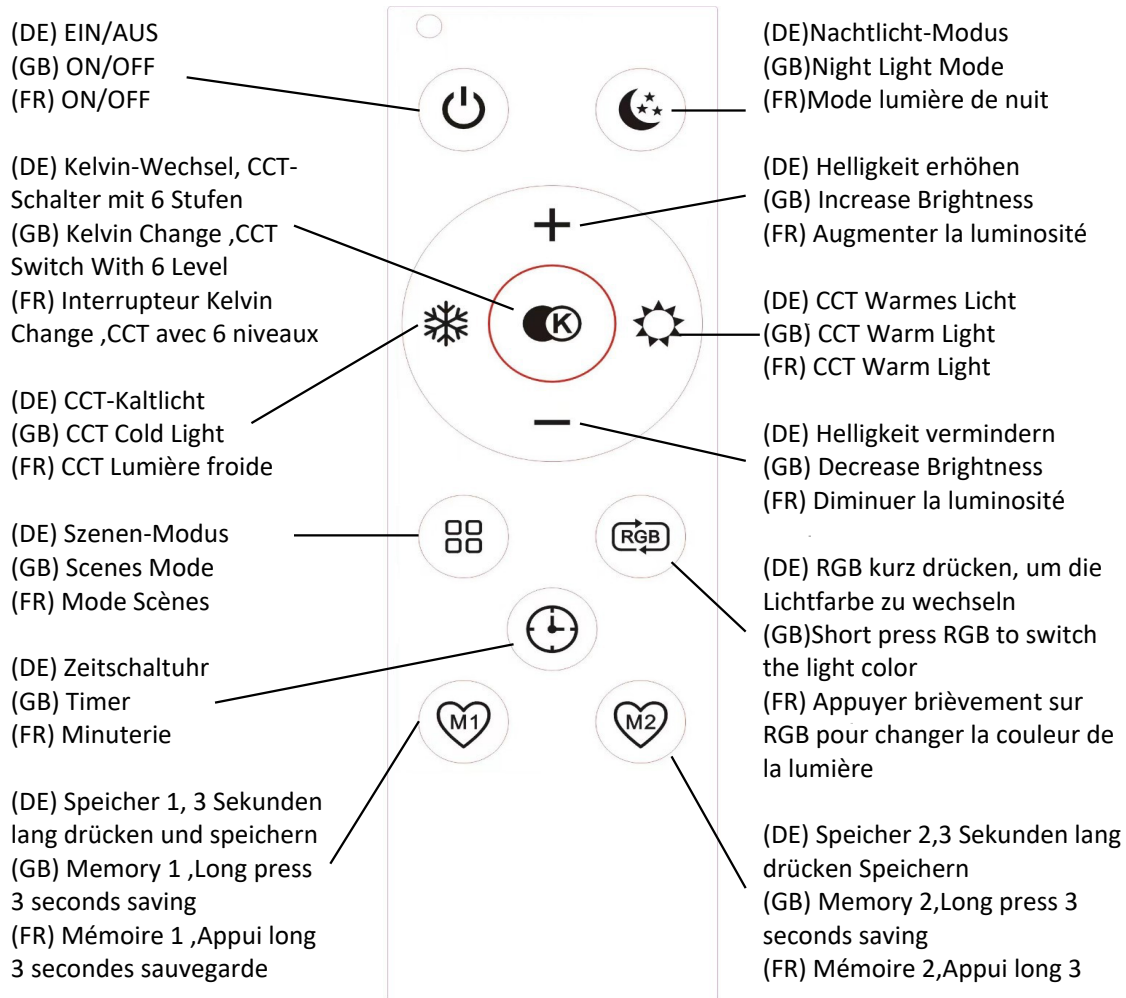 (DE) EIN/AUS
(GB) ON/OFF
(FR) ON/OFF
(DE) Kelvin-Wechsel, CCT-
Schalter mit 6 Stufen
(GB) Kelvin Change ,CCT
Switch With 6 Level
(FR) Interrupteur Kelvin
Change ,CCT avec 6 niveaux
(DE) CCT-Kaltlicht
(GB) CCT Cold Light
(FR) CCT Lumière froide
(DE) Szenen-Modus
(GB) Scenes Mode
(FR) Mode Scènes
(DE) Zeitschaltuhr
(GB) Timer
(FR) Minuterie
(DE) Speicher 1, 3 Sekunden
lang drücken und speichern
(GB) Memory 1 ,Long press
3 seconds saving
(FR) Mémoire 1 ,Appui long
3 secondes sauvegarde
K
RGB
M1
M2
(DE)Nachtlicht-Modus
(GB)Night Light Mode
(FR)Mode lumière de nuit
(DE) Helligkeit erhöhen
(GB) Increase Brightness
(FR) Augmenter la luminosité
(DE) CCT Warmes Licht
(GB) CCT Warm Light
(FR) CCT Warm Light
(DE) Helligkeit vermindern
(GB) Decrease Brightness
(FR) Diminuer la luminosité
(DE) RGB kurz drücken, um die
Lichtfarbe zu wechseln
(GB)Short press RGB to switch
the light color
(FR) Appuyer brièvement sur
RGB pour changer la couleur de
la lumière
(DE) Speicher 2,3 Sekunden lang
drücken Speichern
(GB) Memory 2,Long press 3
seconds saving
(FR) Mémoire 2,Appui long 3